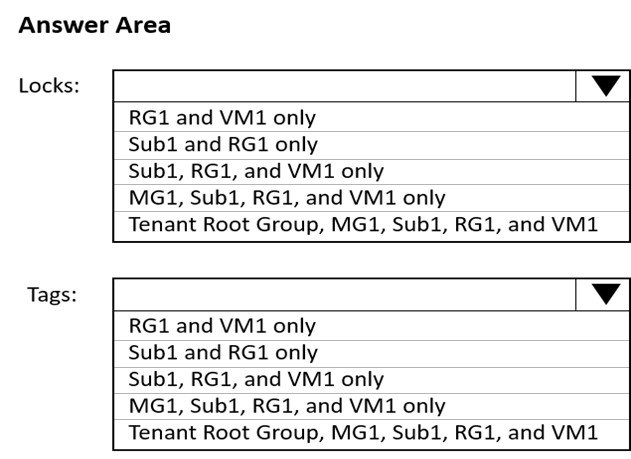 Answer Area
Locks:
RG1 and VM1 only
Sub1 and RG1 only
Sub1, RG1, and VM1 only
MG1, Sub1, RG1, and VM1 only
Tenant Root Group, MG1, Sub1, RG1, and VM1
Tags:
RG1 and VM1 only
Sub1 and RG1 only
Sub1, RG1, and VM1 only
MG1, Sub1, RG1, and VM1 only
Tenant Root Group, MG1, Sub1, RG1, and VM1